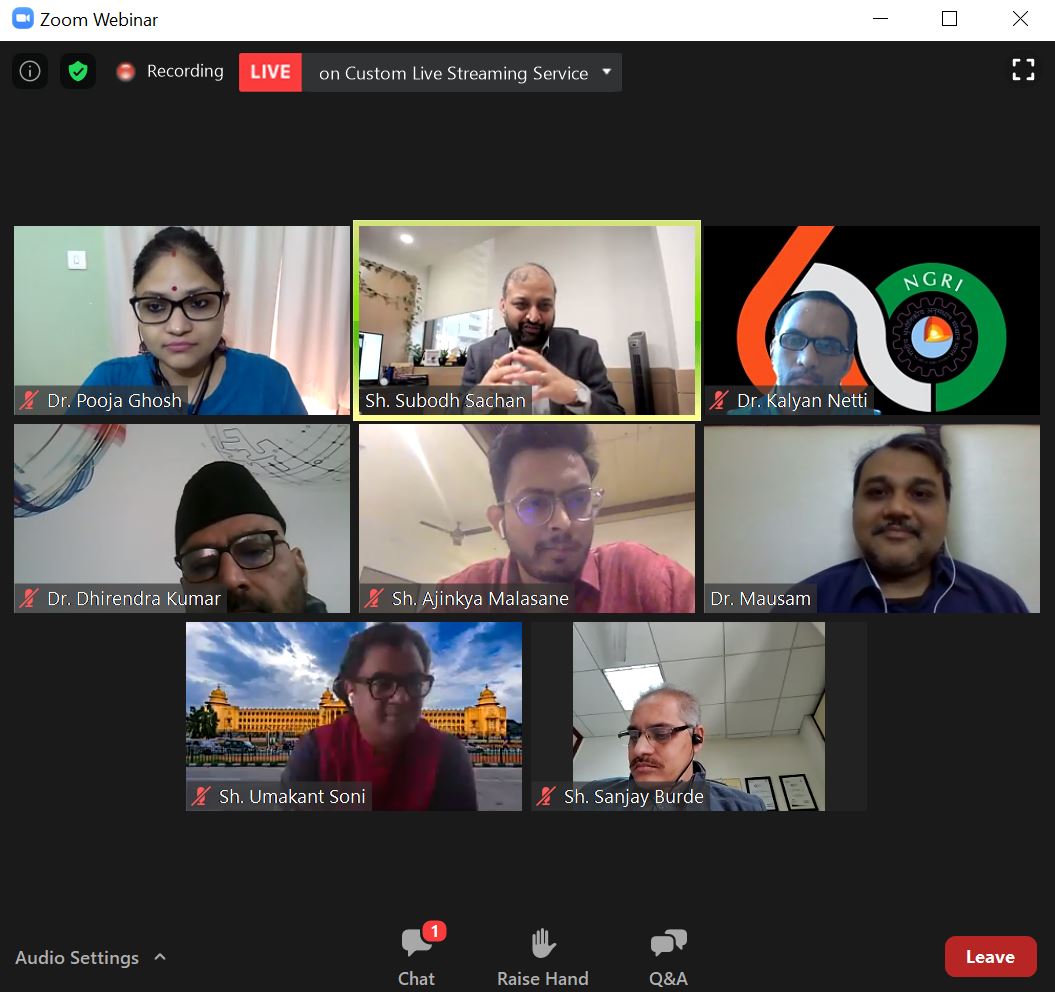 Zoom Webinar
Recording
LIVE
on Custom Live Streaming Service
NGRI
Dr. Pooja Ghosh
Sh. Subodh Sachan
Dr. Kalyan Netti
Dr. Dhirendra Kumar
Sh. Ajinkya Malasane
Dr. Mausam
Sh. Umakant Soni
Sh. Sanjay Burde
1
Audio Settings
Chat
Raise Hand
Q&A
Leave